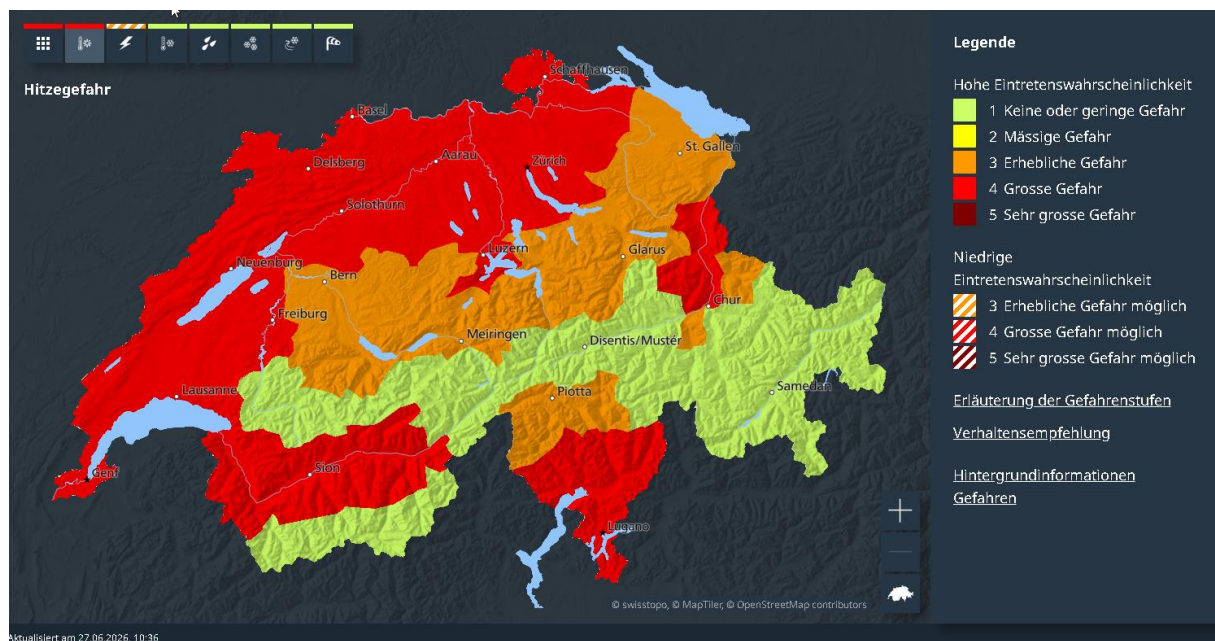 Hitzegefahr
Schaffhausen
Basel
St. Gallen
Delsberg
Aarau
Zürich
Solothurn
Luzern
Glarus
Neuenburg
Bern
Chur
Freiburg
Meiringen
Disentis/Mustér
Lausanne
Piotta
Samedan
Sion
Genf
Lugano
© swisstopo, © MapTiler, © OpenStreetMap contributors
Aktualisiert am 27.06.2026, 10:36
Legende
Hohe Eintretenswahrscheinlichkeit
1 Keine oder geringe Gefahr
2 Mässige Gefahr
3 Erhebliche Gefahr
4 Grosse Gefahr
5 Sehr grosse Gefahr
Niedrige
Eintretenswahrscheinlichkeit
3 Erhebliche Gefahr möglich
4 Grosse Gefahr möglich
5 Sehr grosse Gefahr möglich
Erläuterung der Gefahrenstufen
Verhaltensempfehlung
Hintergrundinformationen
Gefahren